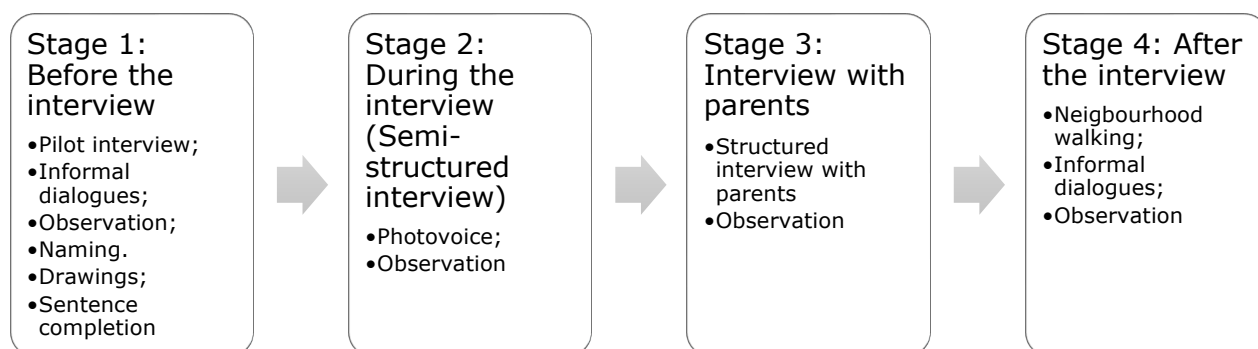 Stage 1:
Before the
interview
•Pilot interview;
•Informal
dialogues;
•Observation;
•Naming.
•Drawings;
•Sentence
completion
Stage 2:
During the
interview
(Semi-
structured
interview)
•Photovoice;
•Observation
Stage 3:
Interview with
parents
•Structured
interview with
parents
•Observation
Stage 4: After
the interview
•Neigbourhood
walking;
•Informal
dialogues;
•Observation